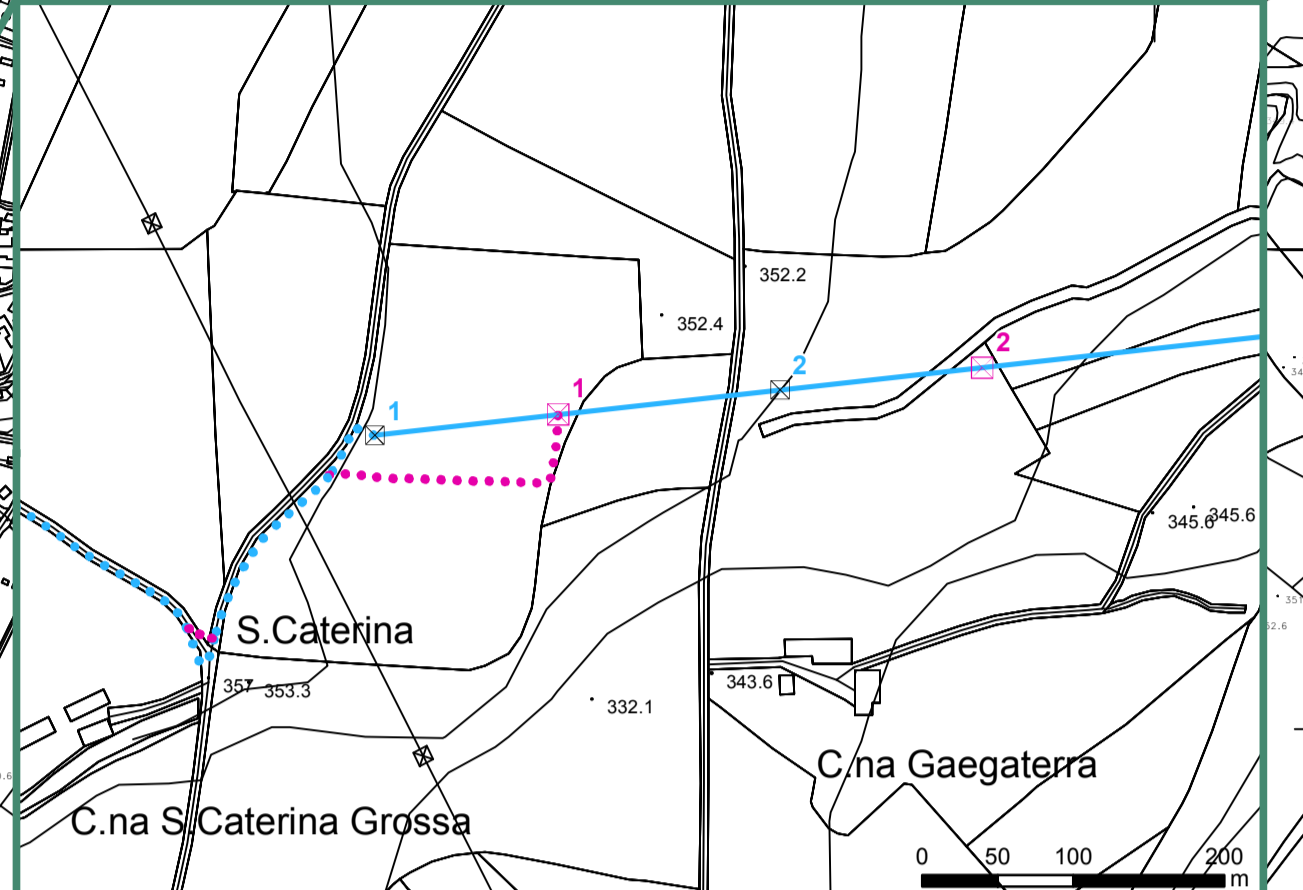 352.2
352.4
2
2
1
1
345.6
345.6
S.Caterina
357
353.3
343.6
332.1
C.na Gaegaterra
C.na S.Caterina Grossa
0 50 100 200
m